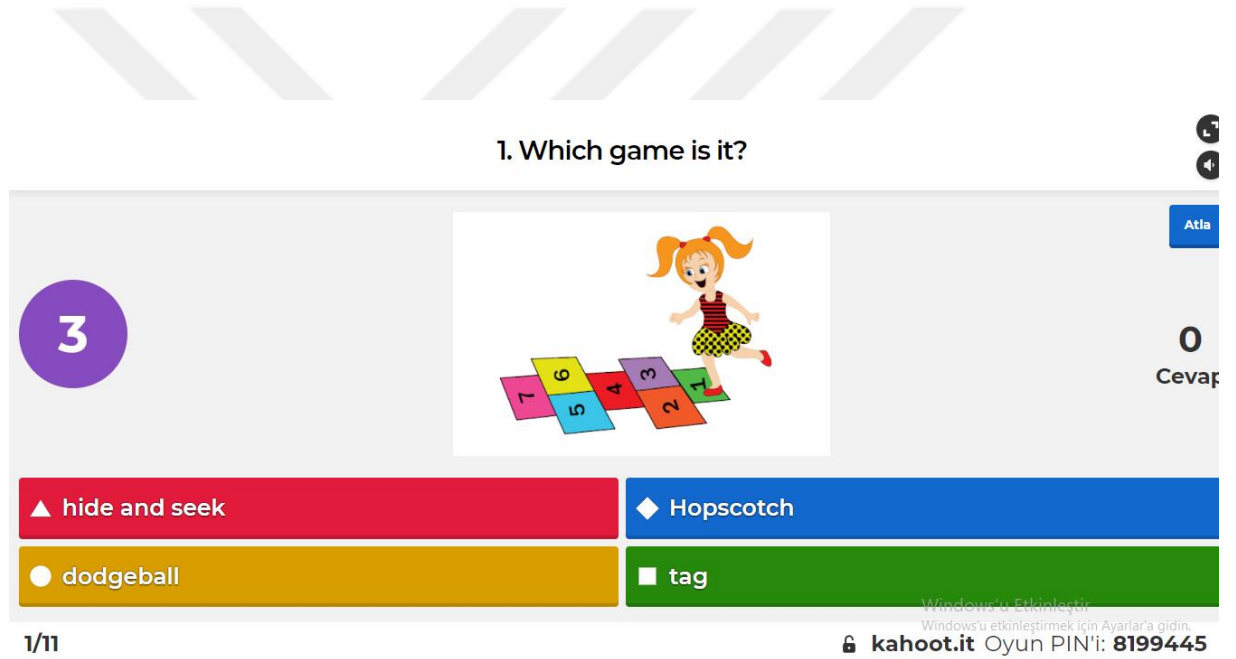 1. Which game is it?
Atla
3
7
6
5
4
3
2
1
0
Cevap
hide and seek
Hopscotch
dodgeball
tag
Windows'u Etkinleştir
Windows'u etkinleştirmek için Ayarlar'a gidin.
1/11
kahoot.it Oyun PIN'i: 8199445